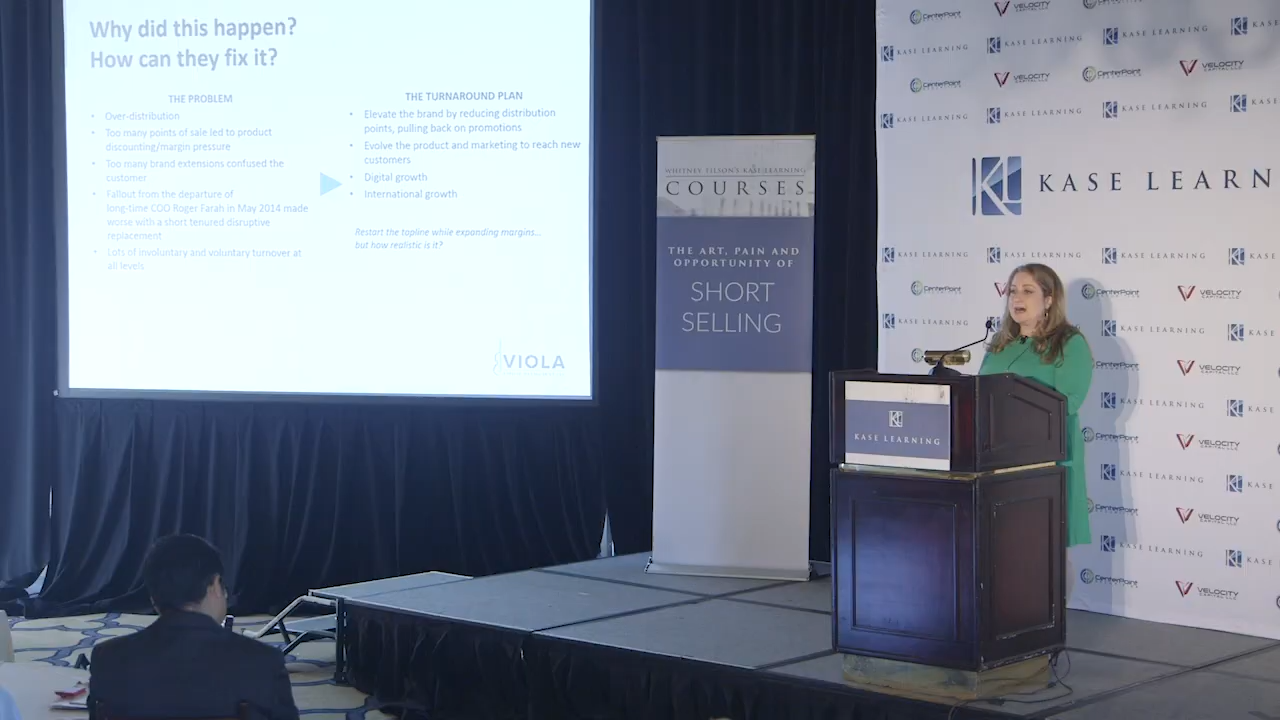 Why did this happen?
How can they fix it?
THE PROBLEM
• Over-distribution
• Too many points of sale led to product
discounting/margin pressure
• Too many brand extensions confused the
customer
• Fallout from the departure of
long-time COO Roger Farah in May 2014 made
worse with a short tenured disruptive
replacement
• Lots of involuntary and voluntary turnover at
all levels
THE TURNAROUND PLAN
• Elevate the brand by reducing distribution
points, pulling back on promotions
• Evolve the product and marketing to reach new
customers
• Digital growth
• International growth
Restart the topline while expanding margins...
but how realistic is it?
VIOLA
WHITNEY TILSON'S KASE LEARNING
COURSES
THE ART, PAIN AND
OPPORTUNITY OF
SHORT
SELLING
KASE LEARN
KASE LEARNING
CenterPoint
VELOCITY
CAPITAL LLC
KASE LEARNING